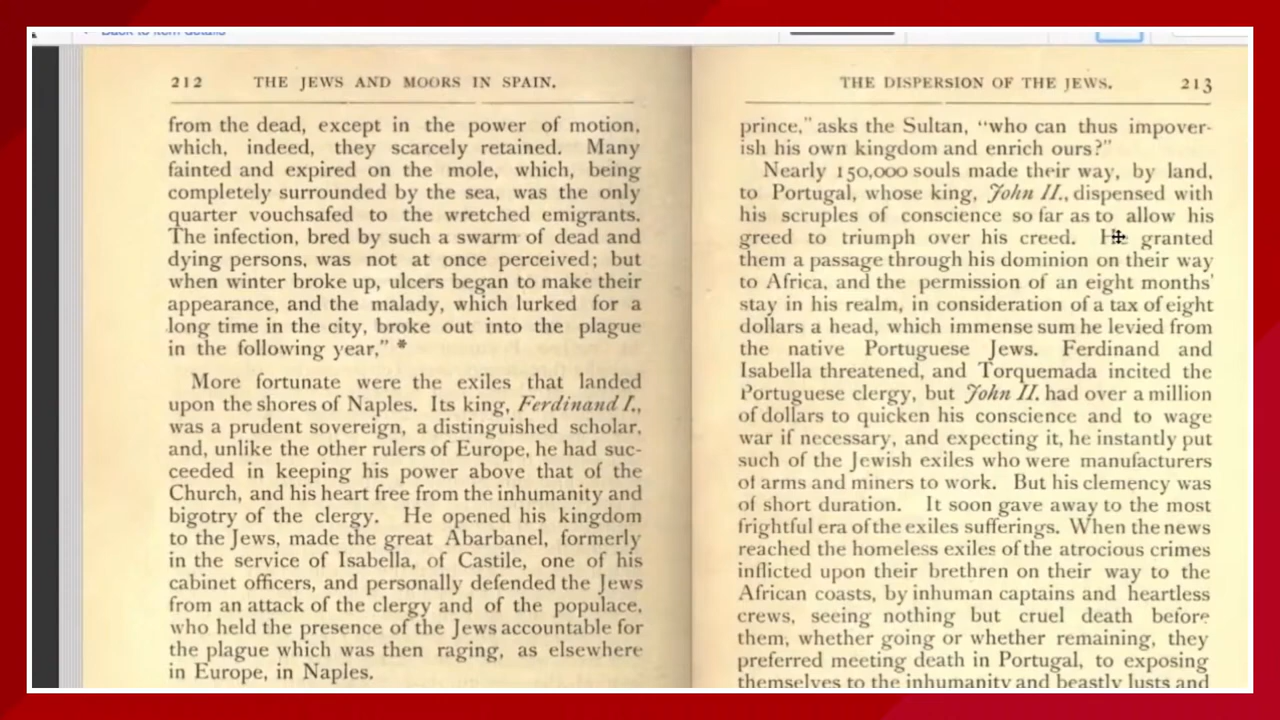 Back to item details
212 THE JEWS AND MOORS IN SPAIN.
from the dead, except in the power of motion,
which, indeed, they scarcely retained. Many
fainted and expired on the mole, which, being
completely surrounded by the sea, was the only
quarter vouchsafed to the wretched emigrants.
The infection, bred by such a swarm of dead and
dying persons, was not at once perceived; but
when winter broke up, ulcers began to make their
appearance, and the malady, which lurked for a
long time in the city, broke out into the plague
in the following year,” *
More fortunate were the exiles that landed
upon the shores of Naples. Its king, Ferdinand I.,
was a prudent sovereign, a distinguished scholar,
and, unlike the other rulers of Europe, he had suc-
ceeded in keeping his power above that of the
Church, and his heart free from the inhumanity and
bigotry of the clergy. He opened his kingdom
to the Jews, made the great Abarbanel, formerly
in the service of Isabella, of Castile, one of his
cabinet officers, and personally defended the Jews
from an attack of the clergy and of the populace,
who held the presence of the Jews accountable for
the plague which was then raging, as elsewhere
in Europe, in Naples.
THE DISPERSION OF THE JEWS. 213
prince,” asks the Sultan, “who can thus impover-
ish his own kingdom and enrich ours?”
Nearly 150,000 souls made their way, by land,
to Portugal, whose king, John II., dispensed with
his scruples of conscience so far as to allow his
greed to triumph over his creed. He granted
them a passage through his dominion on their way
to Africa, and the permission of an eight months'
stay in his realm, in consideration of a tax of eight
dollars a head, which immense sum he levied from
the native Portuguese Jews. Ferdinand and
Isabella threatened, and Torquemada incited the
Portuguese clergy, but John II. had over a million
of dollars to quicken his conscience and to wage
war if necessary, and expecting it, he instantly put
such of the Jewish exiles who were manufacturers
of arms and miners to work. But his clemency was
of short duration. It soon gave away to the most
frightful era of the exiles sufferings. When the news
reached the homeless exiles of the atrocious crimes
inflicted upon their brethren on their way to the
African coasts, by inhuman captains and heartless
crews, seeing nothing but cruel death before
them, whether going or whether remaining, they
preferred meeting death in Portugal, to exposing
themselves to the inhumanity and beastly lusts and